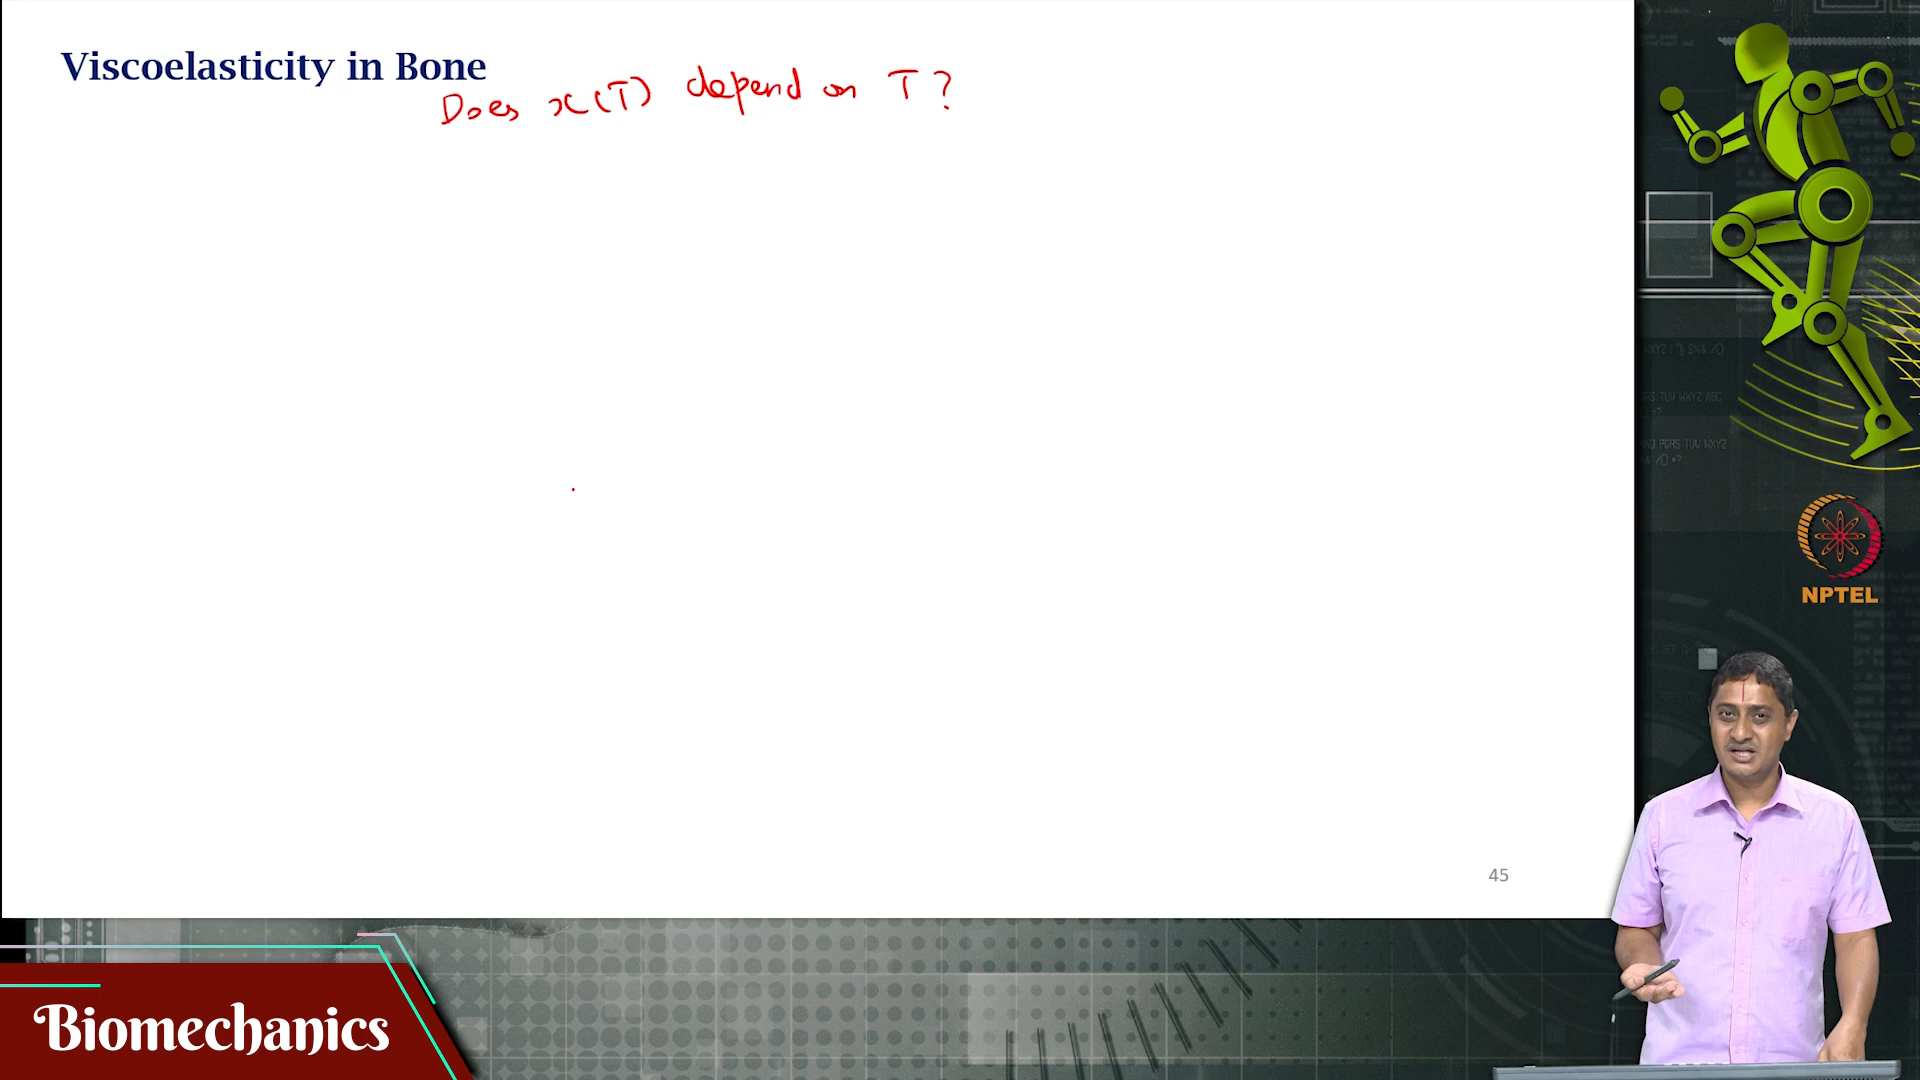 Viscoelasticity in Bone
Does x(T) depend on T?
45
NPTEL
Biomechanics